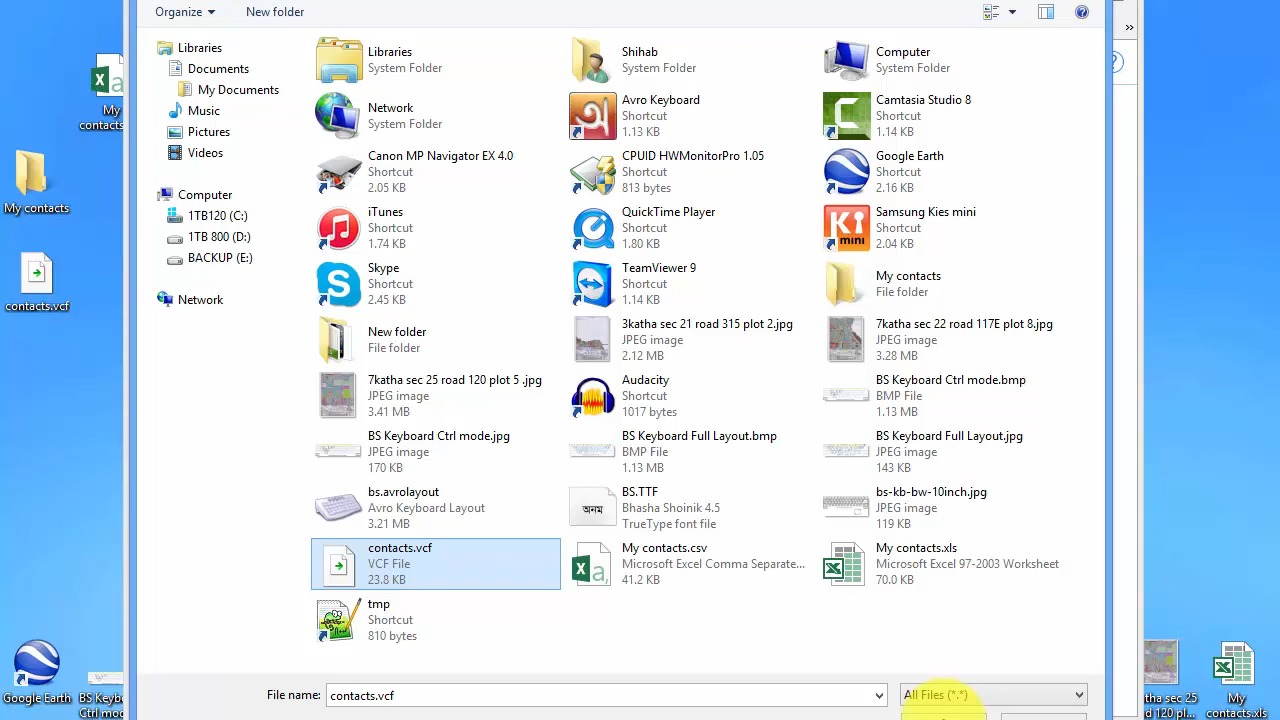 Organize
New folder
»
Libraries
Documents
My Documents
Music
Pictures
Videos
Computer
1TB120 (C:)
1TB 800 (D:)
BACKUP (E:)
Network
Libraries
System Folder
Shihab
System Folder
Computer
System Folder
Network
System Folder
Avro Keyboard
Shortcut
1.13 KB
Camtasia Studio 8
Shortcut
1.14 KB
Canon MP Navigator EX 4.0
Shortcut
2.05 KB
CPUID HWMonitorPro 1.05
Shortcut
813 bytes
Google Earth
Shortcut
2.16 KB
iTunes
Shortcut
1.74 KB
QuickTime Player
Shortcut
1.80 KB
Ki
mini
Samsung Kies mini
Shortcut
2.04 KB
Skype
Shortcut
2.45 KB
TeamViewer 9
Shortcut
1.14 KB
My contacts
File folder
New folder
File folder
3katha sec 21 road 315 plot 2.jpg
JPEG image
2.12 MB
7katha sec 22 road 117E plot 8.jpg
JPEG image
3.28 MB
7katha sec 25 road 120 plot 5 .jpg
JPEG image
3.41 MB
Audacity
Shortcut
1017 bytes
BS Keyboard Ctrl mode.bmp
BMP File
1.13 MB
BS Keyboard Ctrl mode.jpg
JPEG image
170 KB
BS Keyboard Full Layout.bmp
BMP File
1.13 MB
BS Keyboard Full Layout.jpg
JPEG image
143 KB
bs.avrolayout
Avro Keyboard Layout
3.21 MB
অনম
BS.TTF
Bhasha Shoinik 4.5
TrueType font file
bs-kb-bw-10inch.jpg
JPEG image
119 KB
contacts.vcf
VCF File
23.8 KB
My contacts.csv
Microsoft Excel Comma Separate...
41.2 KB
My contacts.xls
Microsoft Excel 97-2003 Worksheet
70.0 KB
tmp
Shortcut
810 bytes
File name:
contacts.vcf
All Files (*.*)
My
contacts
My contacts
contacts.vcf
Google Earth
BS Keybo
Ctrl mod
tha sec 25
d 120 pl...
My
contacts.xls